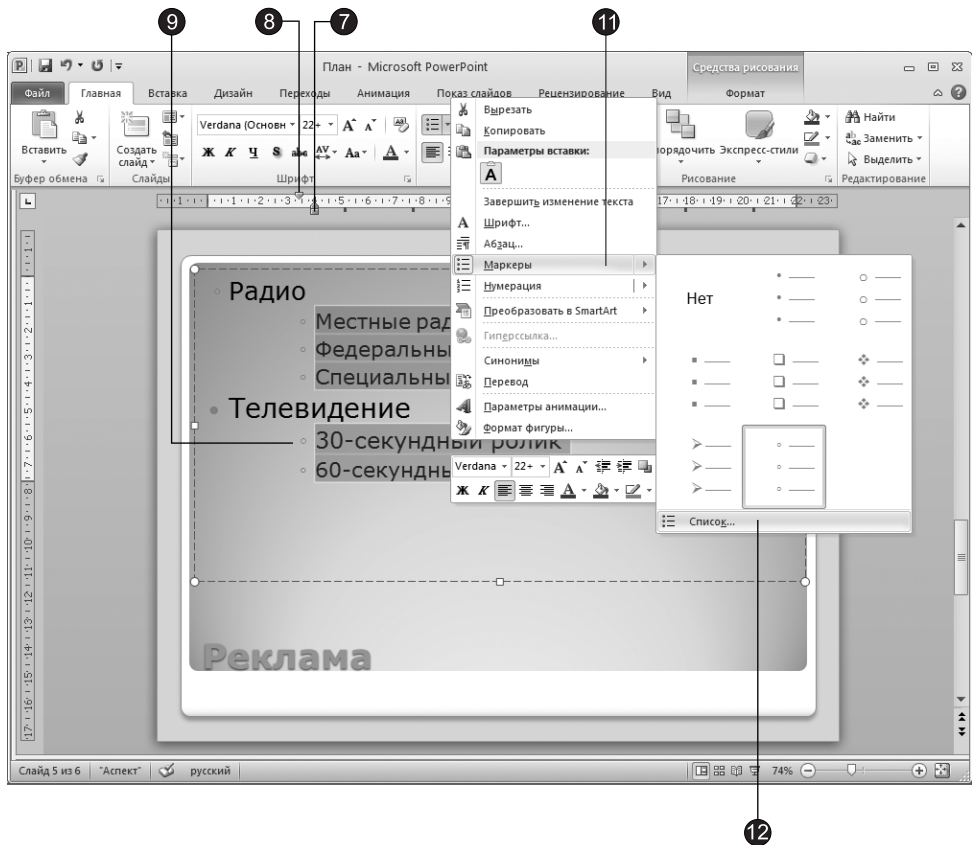 9 8 7 11
План - Microsoft PowerPoint
Средства рисования
Файл Главная Вставка Дизайн Переходы Анимация Показ слайдов Рецензирование Вид Формат
Вставить
Буфер обмена
Создать слайд
Слайды
Verdana (Основн 22+
Ж К Ч S abc AV Aa А
Шрифт
орядочить Экспресс-стили
Рисование
Найти
Заменить
Выделить
Редактирование
Вырезать
Копировать
Параметры вставки:
A
Завершить изменение текста
Шрифт...
Абзац...
Маркеры
Нумерация
Преобразовать в SmartArt
Гиперссылка...
Синонимы
Перевод
Параметры анимации...
Формат фигуры...
Verdana 22+
Ж К
Нет
Список...
Радио
Местные рад
Федеральны
Специальны
Телевидение
30-секундный ролик
60-секундны
Реклама
Слайд 5 из 6 "Аспект" русский 74%
12